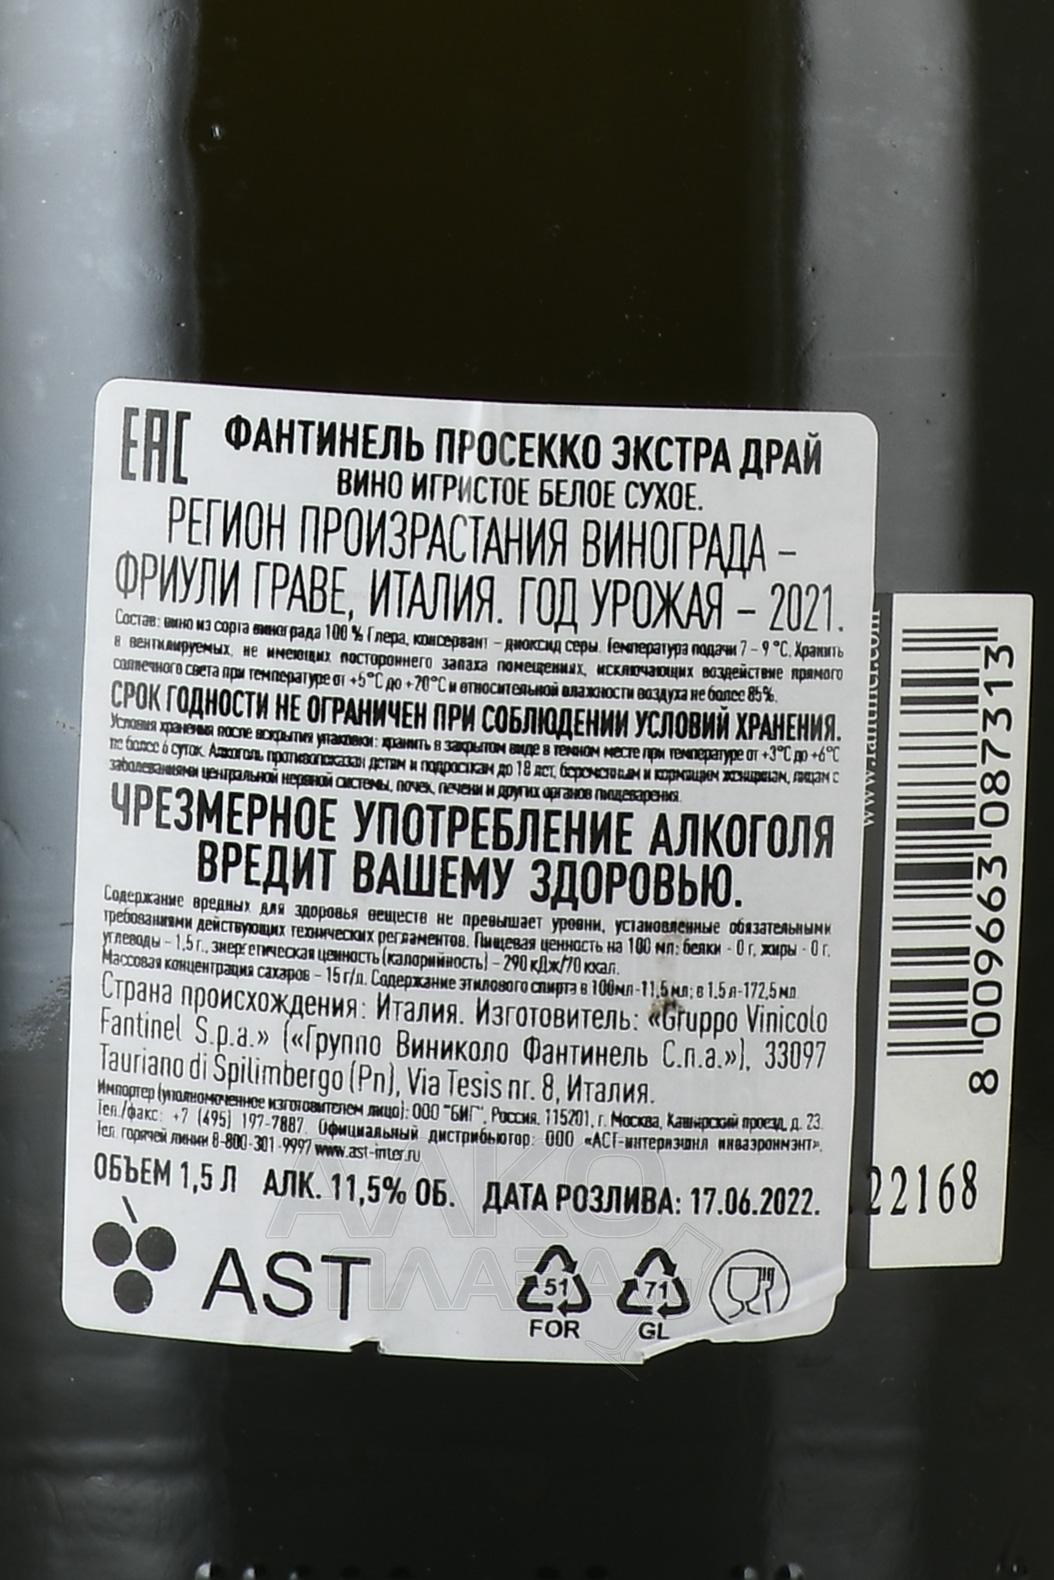 ЕАС
ФАНТИНЕЛЬ ПРОСЕККО ЭКСТРА ДРАЙ
ВИНО ИГРИСТОЕ БЕЛОЕ СУХОЕ.
РЕГИОН ПРОИЗРАСТАНИЯ ВИНОГРАДА –
ФРИУЛИ ГРАВЕ, ИТАЛИЯ. ГОД УРОЖАЯ – 2021.
Состав: вино из сорта винограда 100 % Глера, консервант – диоксид серы. Температура подачи 7 – 9 °С. Хранить
в вентилируемых, не имеющих постороннего запаха помещениях, исключающих воздействие прямого
солнечного света при температуре от +5°С до +20°С и относительной влажности воздуха не более 85%.
СРОК ГОДНОСТИ НЕ ОГРАНИЧЕН ПРИ СОБЛЮДЕНИИ УСЛОВИЙ ХРАНЕНИЯ.
Условия хранения после вскрытия упаковки: хранить в закрытом виде в темном месте при температуре от +3°С до +6°С
не более 6 суток. Алкоголь противопоказан детям и подросткам до 18 лет, беременным и кормящим женщинам, лицам с
заболеваниями центральной нервной системы, почек, печени и других органов пищеварения.
ЧРЕЗМЕРНОЕ УПОТРЕБЛЕНИЕ АЛКОГОЛЯ
ВРЕДИТ ВАШЕМУ ЗДОРОВЬЮ.
Содержание вредных для здоровья веществ не превышает уровни, установленные обязательными
требованиями действующих технических регламентов. Пищевая ценность на 100 мл: белки - 0 г, жиры - 0 г,
углеводы – 1,5 г., энергетическая ценность (калорийность) – 290 кДж/70 ккал.
Массовая концентрация сахаров – 15 г/л. Содержание этилового спирта в 100мл-11,5 мл; в 1,5 л-172,5 мл
Страна происхождения: Италия. Изготовитель: «Gruppo Vinicolo
Fantinel S.p.a.» («Группо Виниколо Фантинель С.п.а.»), 33097
Tauriano di Spilimbergo (Pn), Via Tesis nr. 8, Италия.
Импортер (уполномоченное изготовителем лицо): ООО "БИГ", Россия, 115201, г. Москва, Каширский проезд, д. 23.
Тел./факс: +7 (495) 197-7887. Официальный дистрибьютор: ООО «АСТ-интернэшнл инваэронмэнт».
Тел. горячей линии 8-800-301-9997 www.ast-inter.ru
ОБЪЕМ 1,5 Л АЛК. 11,5% ОБ. ДАТА РОЗЛИВА: 17.06.2022.
AST
51
FOR
71
GL
www.fantinel.com
8 009663 087313
22168
АЛКО
ПЛАЗА